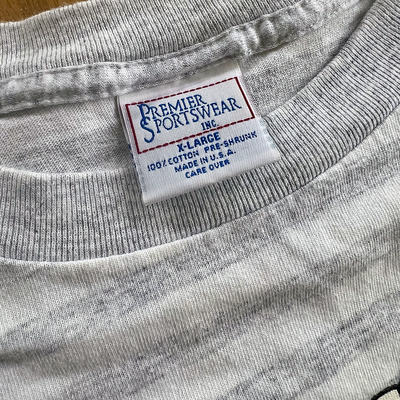 PREMIER
SPORTSWEAR
INC.
X-LARGE
100% COTTON PRE-SHRUNK
MADE IN U.S.A.
CARE OVER